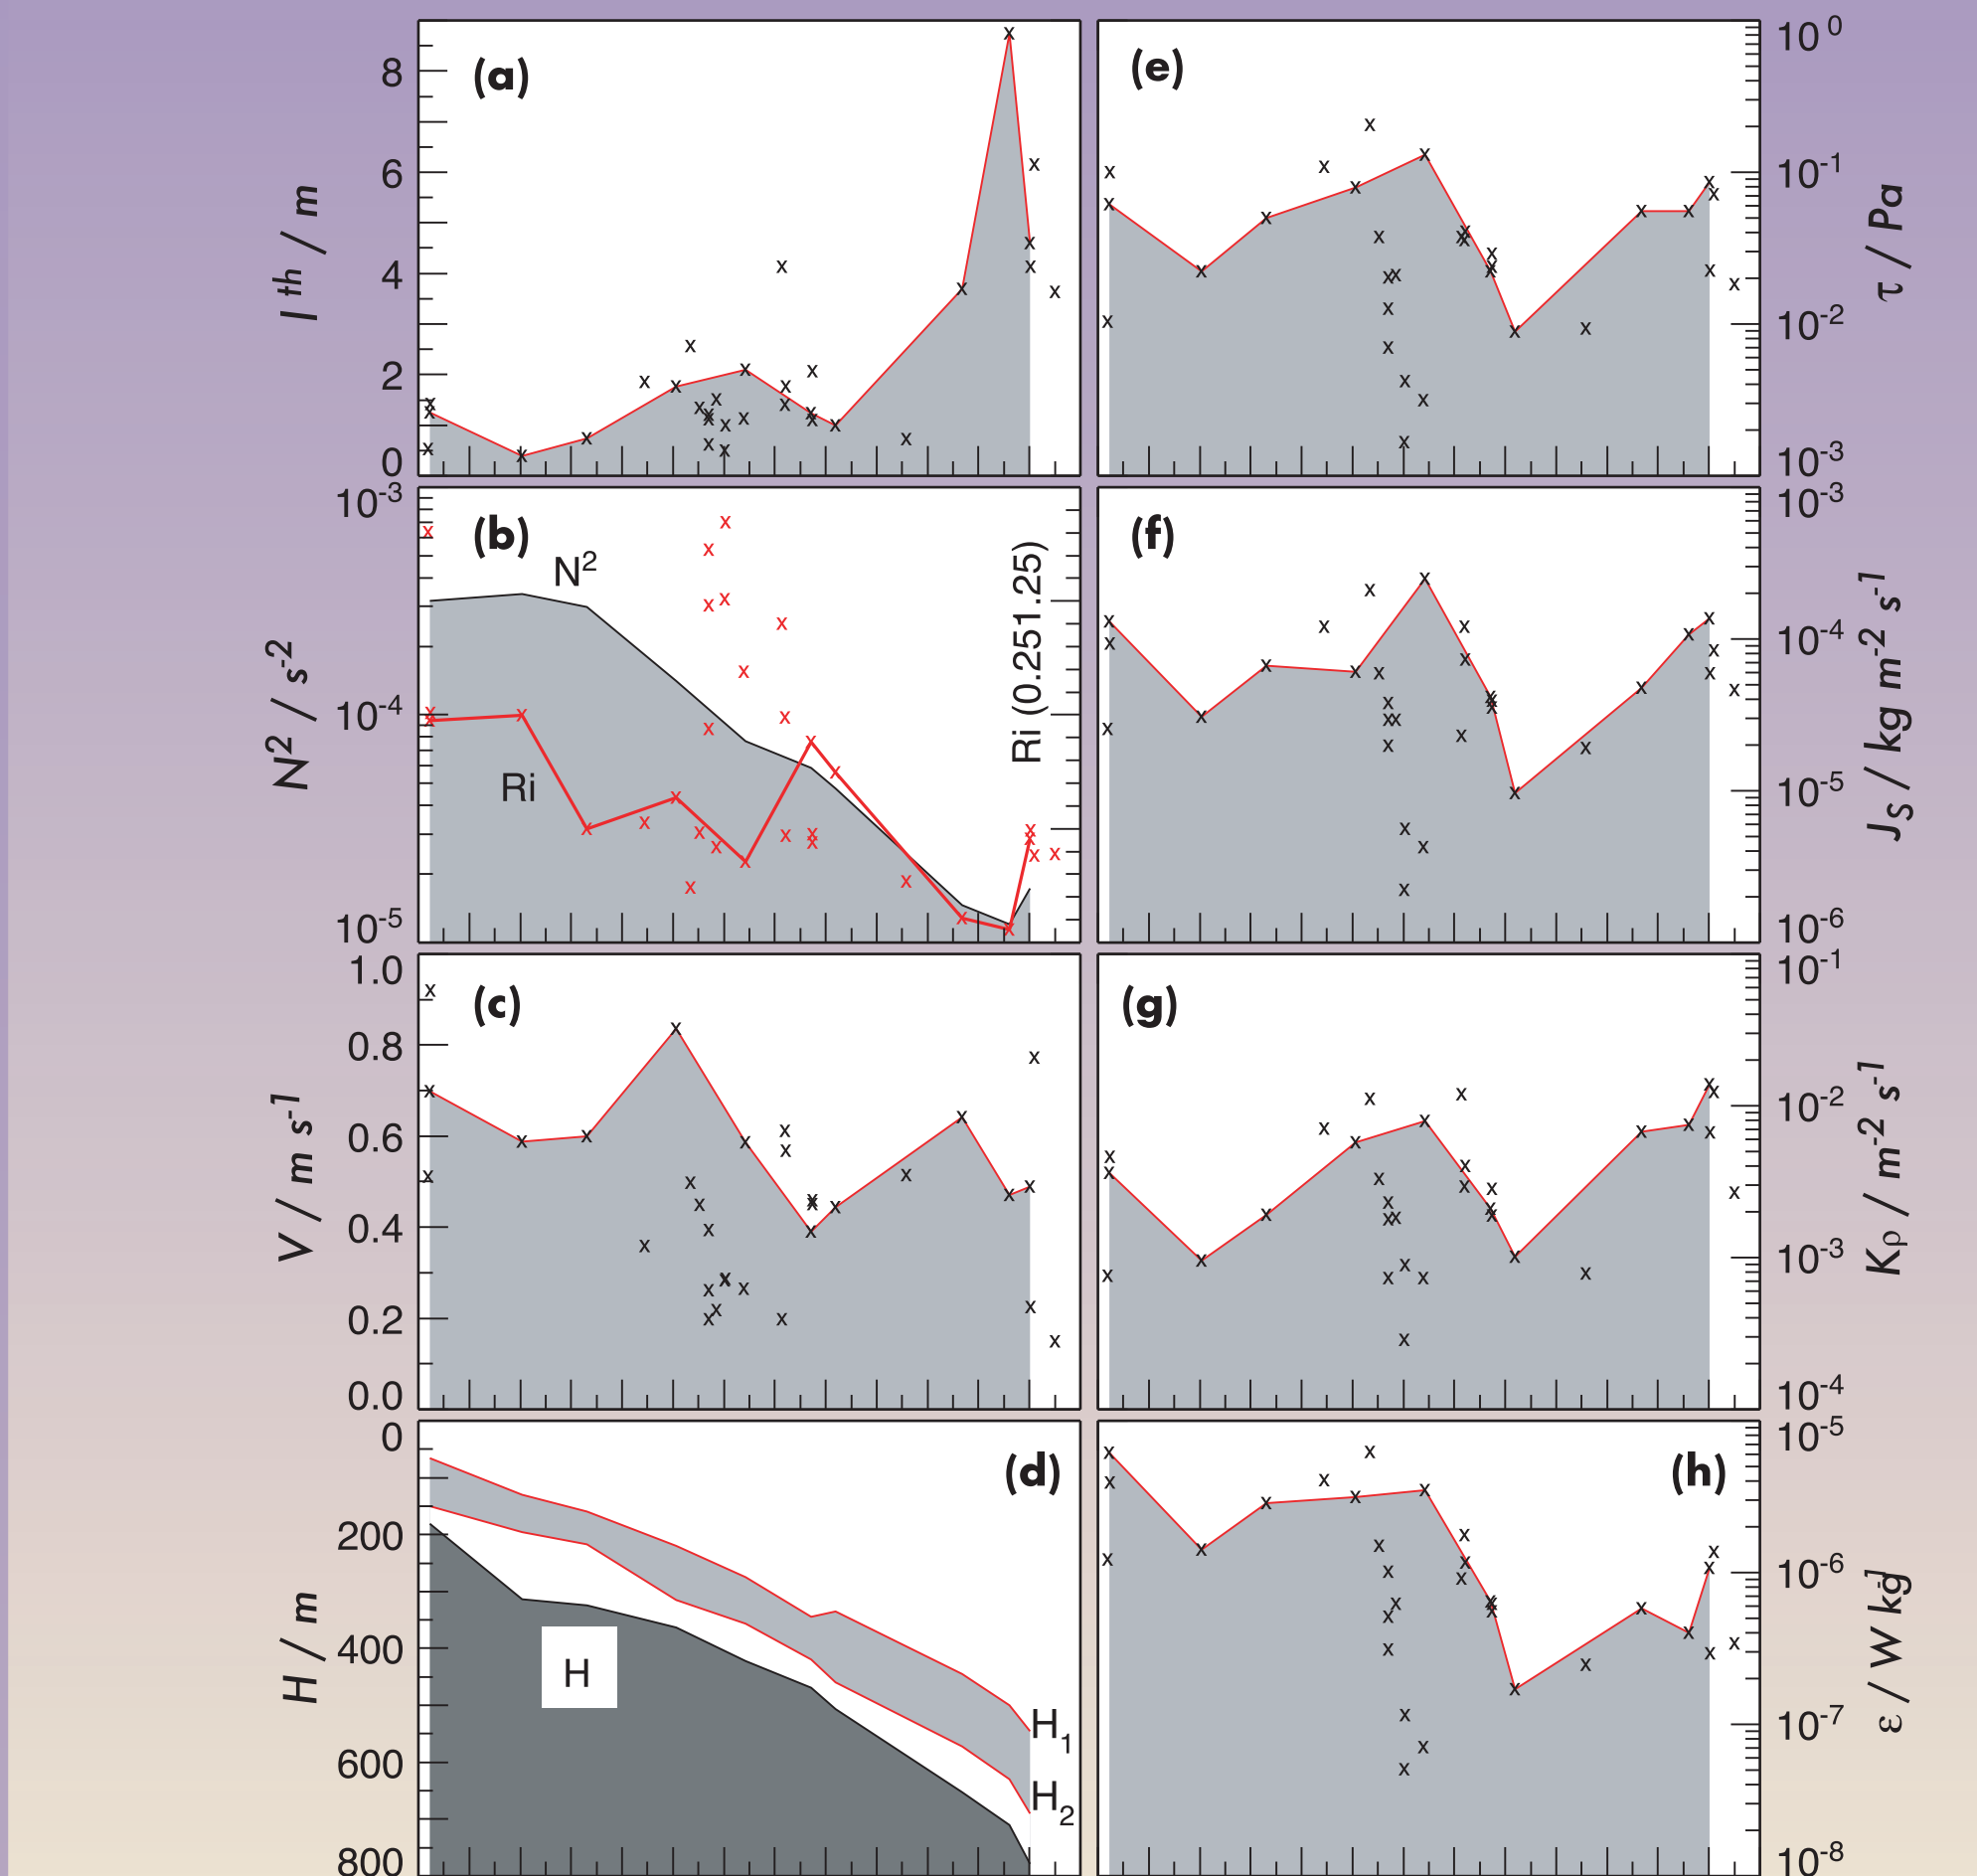 (a)
l th / m
8
6
4
2
0
(b)
N2 / s-2
10-3
10-4
10-5
N2
Ri
Ri (0.251.25)
(c)
V / m s-1
1.0
0.8
0.6
0.4
0.2
0.0
(d)
H / m
0
200
400
600
800
H
H1
H2
(e)
100
10-1
10-2
10-3
τ / Pa
(f)
10-3
10-4
10-5
10-6
JS / kg m-2 s-1
(g)
10-1
10-2
10-3
10-4
Kρ / m-2 s-1
(h)
10-5
10-6
10-7
10-8
ε / W kg-1